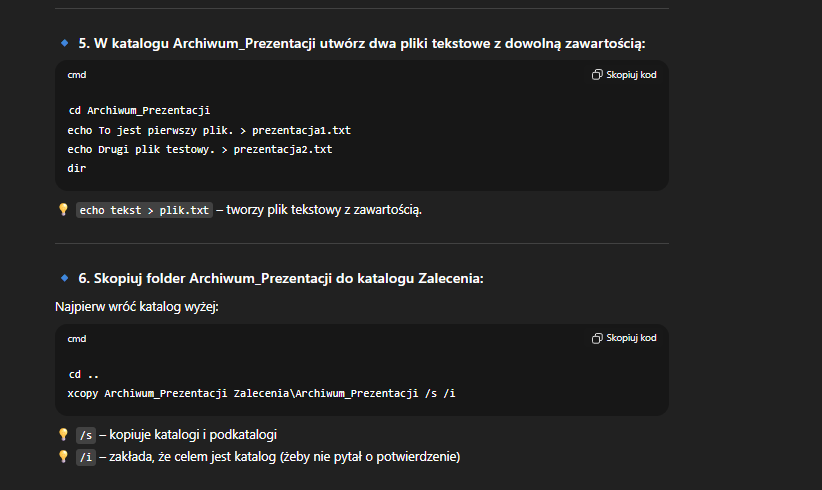 5. W katalogu Archiwum_Prezentacji utwórz dwa pliki tekstowe z dowolną zawartością:
cmd
Skopiuj kod
cd Archiwum_Prezentacji
echo To jest pierwszy plik. > prezentacja1.txt
echo Drugi plik testowy. > prezentacja2.txt
dir
echo tekst > plik.txt – tworzy plik tekstowy z zawartością.
6. Skopiuj folder Archiwum_Prezentacji do katalogu Zalecenia:
Najpierw wróć katalog wyżej:
cmd
Skopiuj kod
cd ..
xcopy Archiwum_Prezentacji Zalecenia\Archiwum_Prezentacji /s /i
/s – kopiuje katalogi i podkatalogi
/i – zakłada, że celem jest katalog (żeby nie pytał o potwierdzenie)